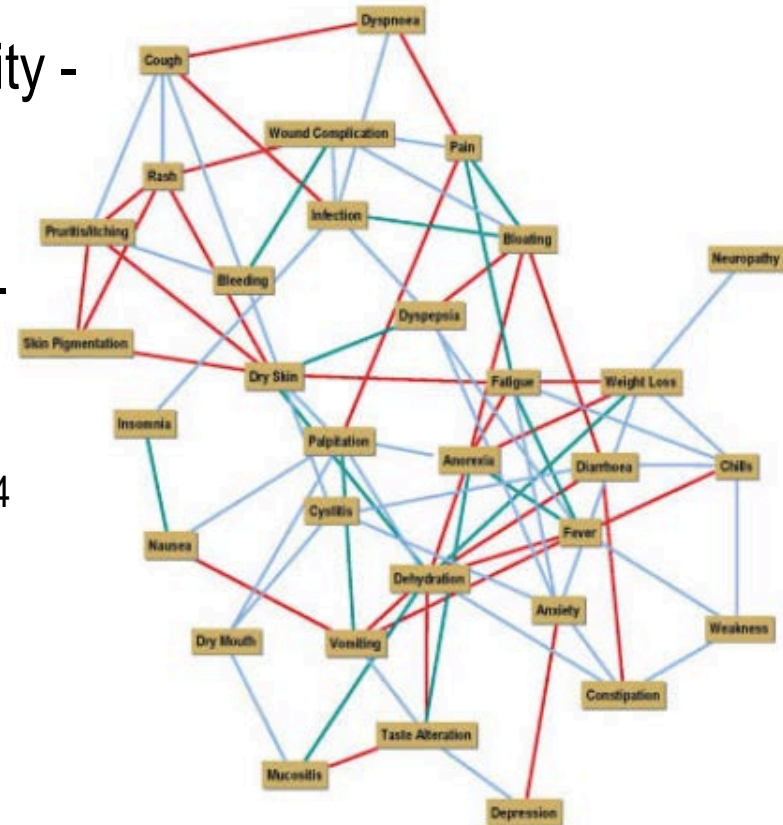 Dyspnoea
ity -
Cough
Wound Complication
Pain
Rash
Infection
Pruritis/Itching
Bloating
Neuropathy
Bleeding
-
Dyspepsia
Skin Pigmentation
Dry Skin
Fatigue
Weight Loss
Insomnia
Palpitation
Anorexia
Diarrhoea
Chills
4
Cystitis
Nausea
Fever
Dehydration
Anxiety
Weakness
Dry Mouth
Vomiting
Constipation
Taste Alteration
Mucositis
Depression